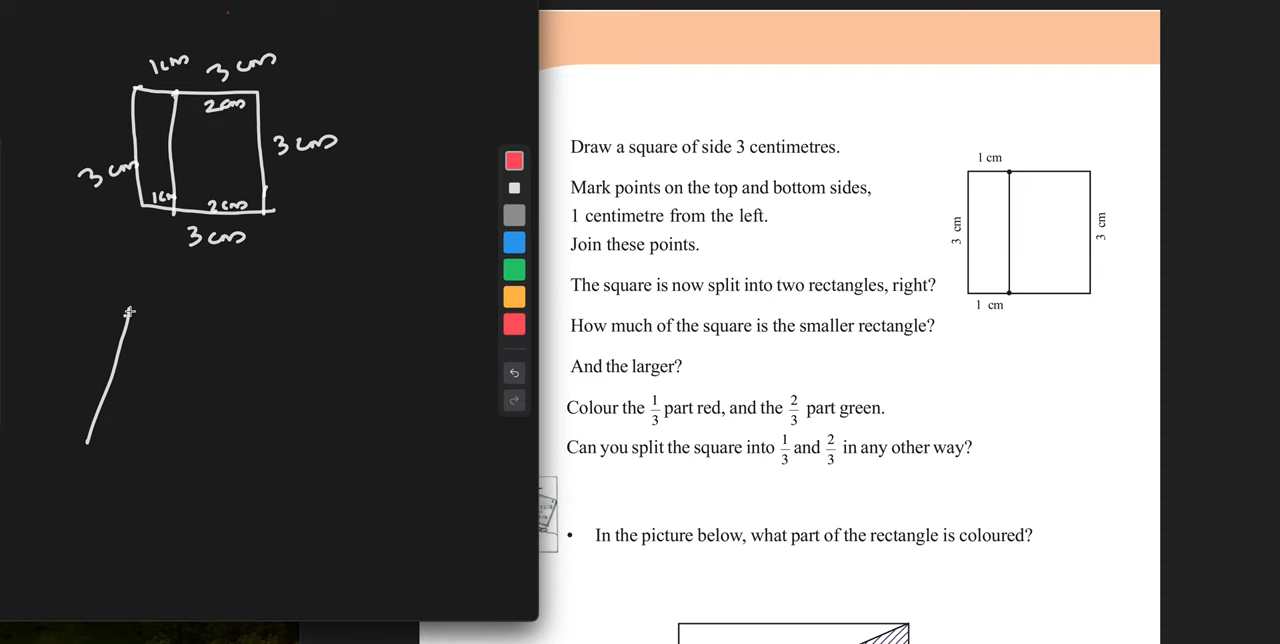 1cm
3 cm
2cm
3 cm
3 cm
1cm
2cm
3 cm
Draw a square of side 3 centimetres.
Mark points on the top and bottom sides,
1 centimetre from the left.
Join these points.
The square is now split into two rectangles, right?
How much of the square is the smaller rectangle?
And the larger?
Colour the 1/3 part red, and the 2/3 part green.
Can you split the square into 1/3 and 2/3 in any other way?
• In the picture below, what part of the rectangle is coloured?
1 cm
3 cm
3 cm
1 cm